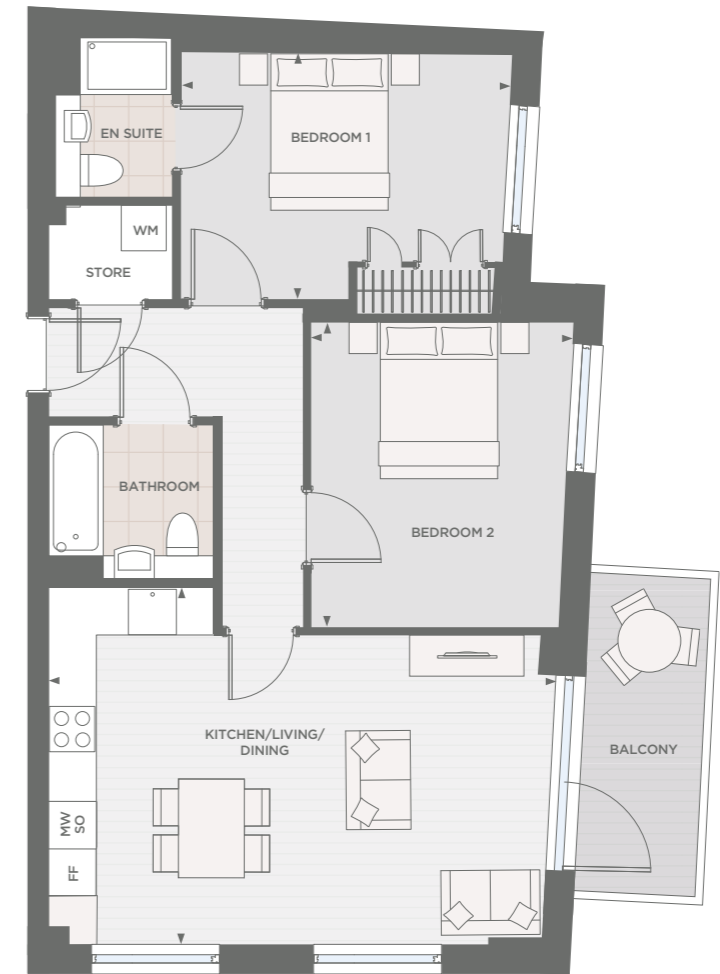 EN SUITE
BEDROOM 1
WM
STORE
BATHROOM
BEDROOM 2
KITCHEN/LIVING/
DINING
BALCONY
MW
SO
FF